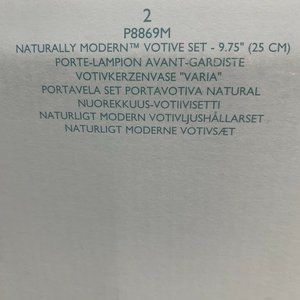 2
P8869M
NATURALLY MODERN™ VOTIVE SET - 9.75" (25 CM)
PORTE-LAMPION AVANT-GARDISTE
VOTIVKERZENVASE "VARIA"
PORTAVELA SET PORTAVOTIVA NATURAL
NUOREKKUUS-VOTIIVISETTI
NATURLIGT MODERN VOTIVLJUSHÅLLARSET
NATURLIGT MODERNE VOTIVSÆT